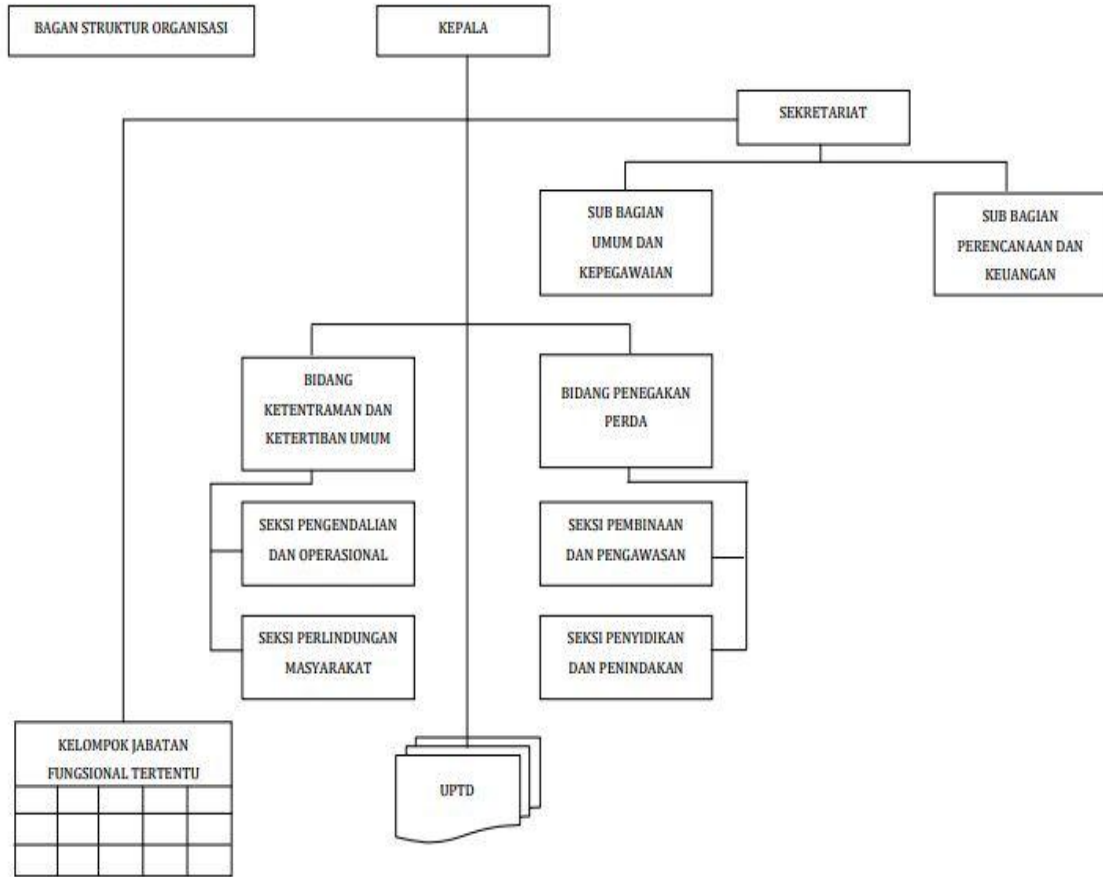 BAGAN STRUKTUR ORGANISASI
KEPALA
SEKRETARIAT
SUB BAGIAN
UMUM DAN
KEPEGAWAIAN
SUB BAGIAN
PERENCANAAN DAN
KEUANGAN
BIDANG
KETENTRAMAN DAN
KETERTIBAN UMUM
BIDANG PENEGAKAN
PERDA
SEKSI PENGENDALIAN
DAN OPERASIONAL
SEKSI PEMBINAAN
DAN PENGAWASAN
SEKSI PERLINDUNGAN
MASYARAKAT
SEKSI PENYIDIKAN
DAN PENINDAKAN
KELOMPOK JABATAN
FUNGSIONAL TERTENTU
UPTD